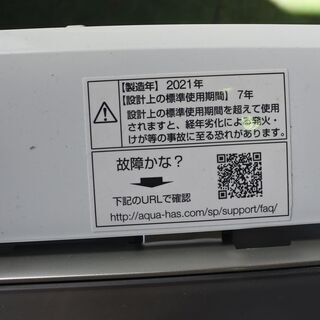 【製造年】2021年
【設計上の標準使用期間】7年
設計上の標準使用期間を超えて使用
されますと、経年劣化による発火・
けが等の事故に至る恐れがあります。
故障かな？
下記のURLで確認
http://aqua-has.com/sp/support/faq/